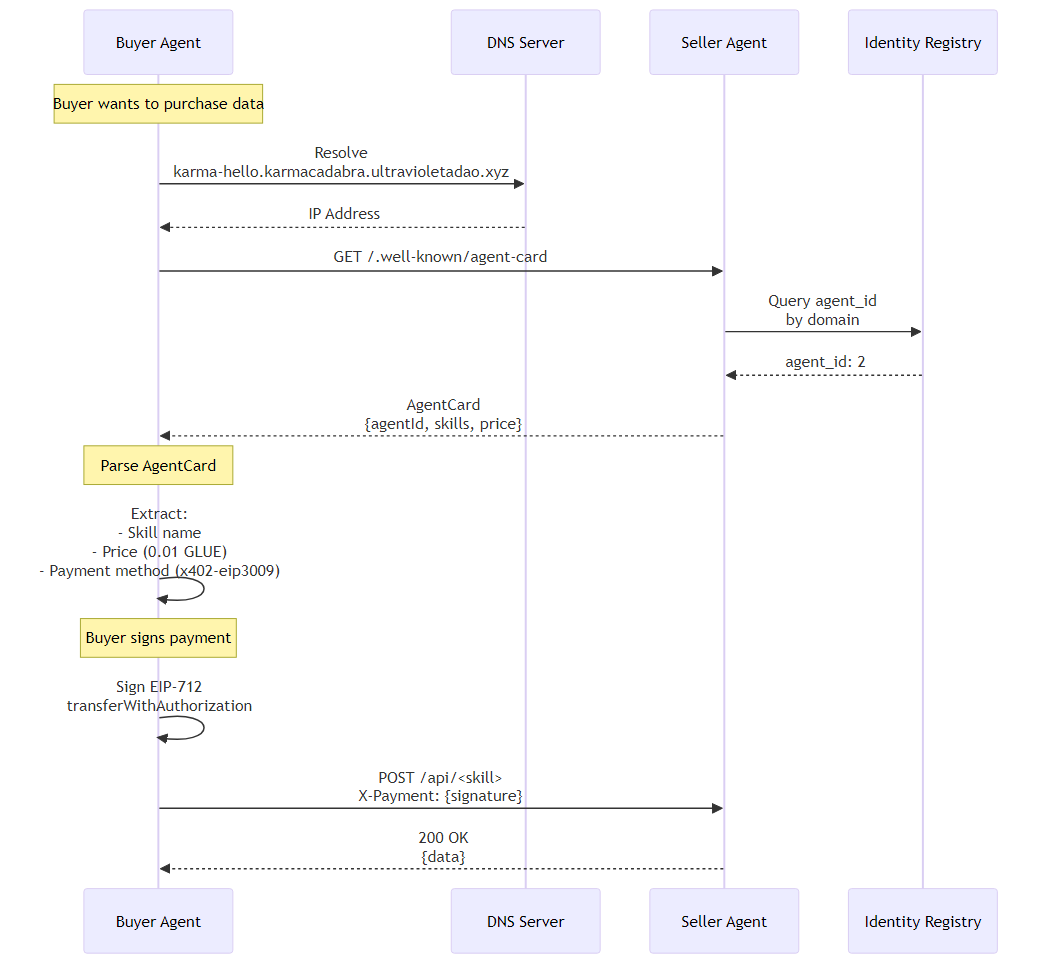 Buyer Agent
DNS Server
Seller Agent
Identity Registry
Buyer wants to purchase data
Resolve
karma-hello.karmacadabra.ultravioletadao.xyz
IP Address
GET /.well-known/agent-card
Query agent_id
by domain
agent_id: 2
AgentCard
{agentId, skills, price}
Parse AgentCard
Extract:
- Skill name
- Price (0.01 GLUE)
- Payment method (x402-eip3009)
Buyer signs payment
Sign EIP-712
transferWithAuthorization
POST /api/<skill>
X-Payment: {signature}
200 OK
{data}
Buyer Agent
DNS Server
Seller Agent
Identity Registry